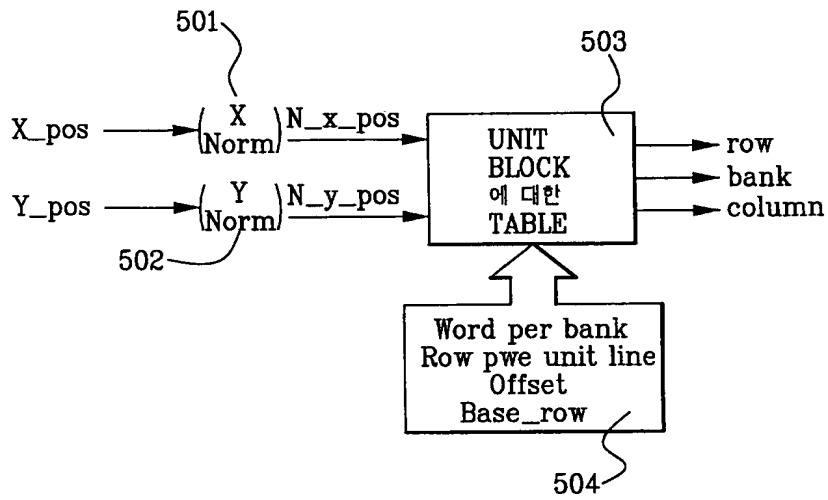 501
503
X_pos
X
Norm
N_x_pos
UNIT
BLOCK
에 대한
TABLE
row
bank
column
Y_pos
Y
Norm
N_y_pos
502
Word per bank
Row pwe unit line
Offset
Base_row
504